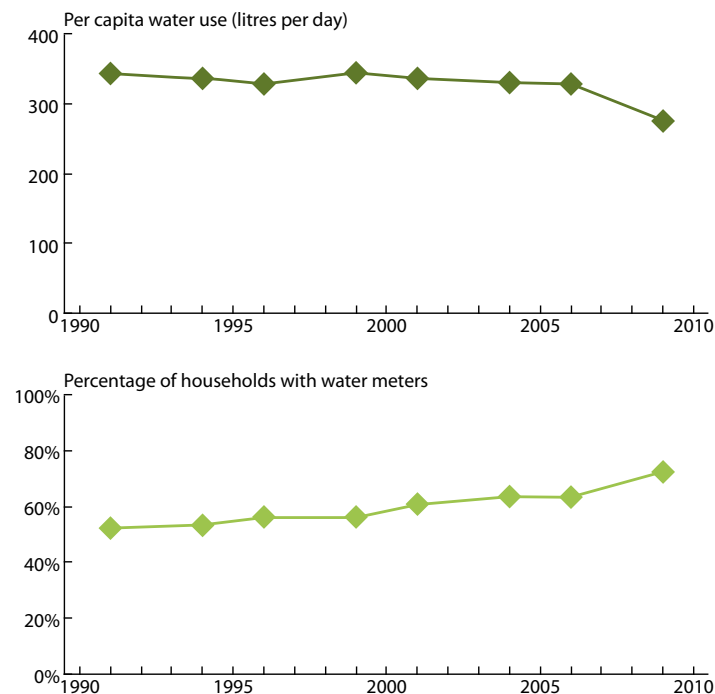 Per capita water use (litres per day)
400
300
200
100
0
1990 1995 2000 2005 2010
Percentage of households with water meters
100%
80%
60%
40%
20%
0%
1990 1995 2000 2005 2010